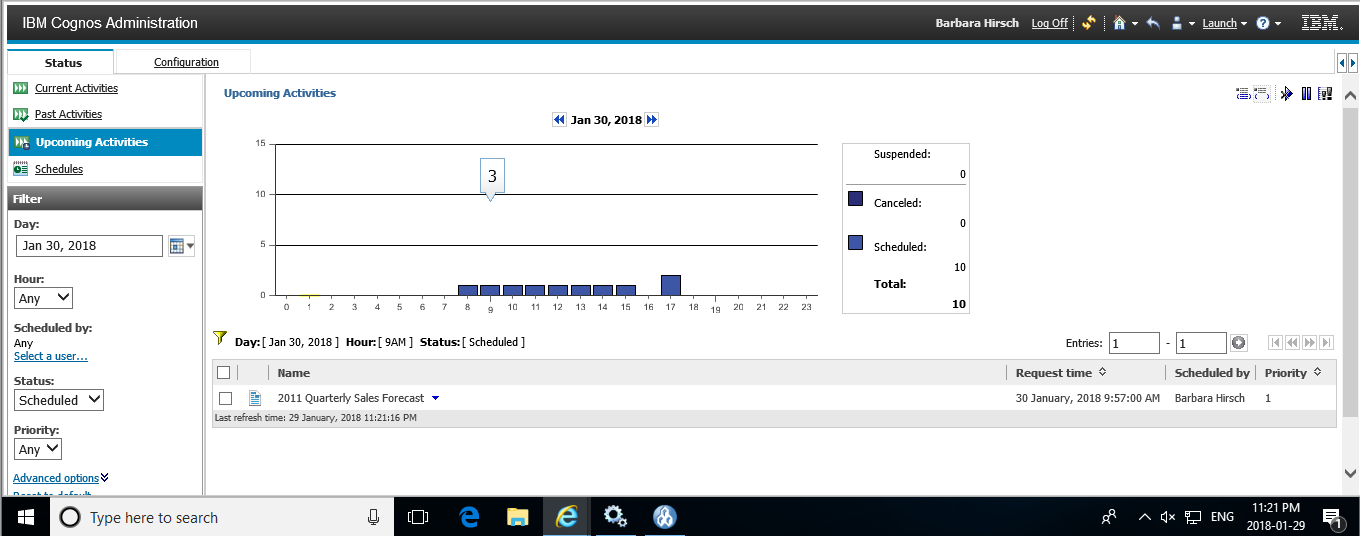 IBM Cognos Administration
Barbara Hirsch Log Off Launch ? IBM.
Status Configuration
Current Activities
Past Activities
Upcoming Activities
Schedules
Filter
Day:
Jan 30, 2018
Hour:
Any
Scheduled by:
Any
Select a user...
Status:
Scheduled
Priority:
Any
Advanced options
Reset to default
Upcoming Activities
Jan 30, 2018
15
10
5
0
3
0 1 2 3 4 5 6 7 8 9 10 11 12 13 14 15 16 17 18 19 20 21 22 23
Suspended:
0
Canceled:
0
Scheduled:
10
Total:
10
Day:[ Jan 30, 2018 ] Hour:[ 9AM ] Status:[ Scheduled ]
Entries: 1 - 1
Name Request time Scheduled by Priority
2011 Quarterly Sales Forecast 30 January, 2018 9:57:00 AM Barbara Hirsch 1
Last refresh time: 29 January, 2018 11:21:16 PM
Type here to search
ENG
11:21 PM
2018-01-29
1